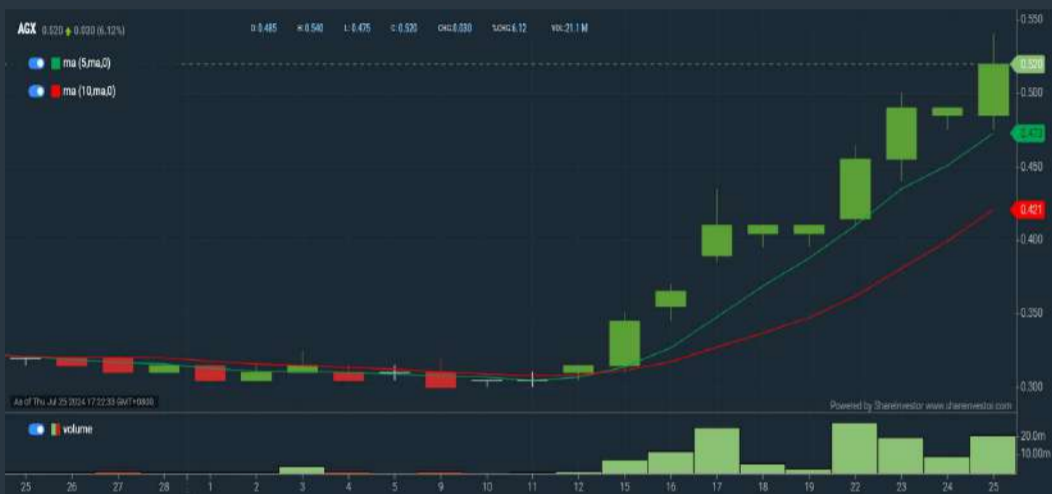 AGX 0.520 0.030 (6.12%) O:0.485 H:0.540 L:0.475 C:0.520 CHG:0.030 %CHG:6.12 VOL:21.1 M
ma (5,ma,0)
ma (10,ma,0)
0.550
0.520
0.500
0.473
0.450
0.421
0.400
0.350
0.300
As of Thu Jul 25 2024 17:22:33 GMT+0800
Powered by ShareInvestor www.shareinvestor.com
volume
20.0m
10.00m
25 26 27 28 1 2 3 4 5 9 10 11 12 15 16 17 18 19 22 23 24 25